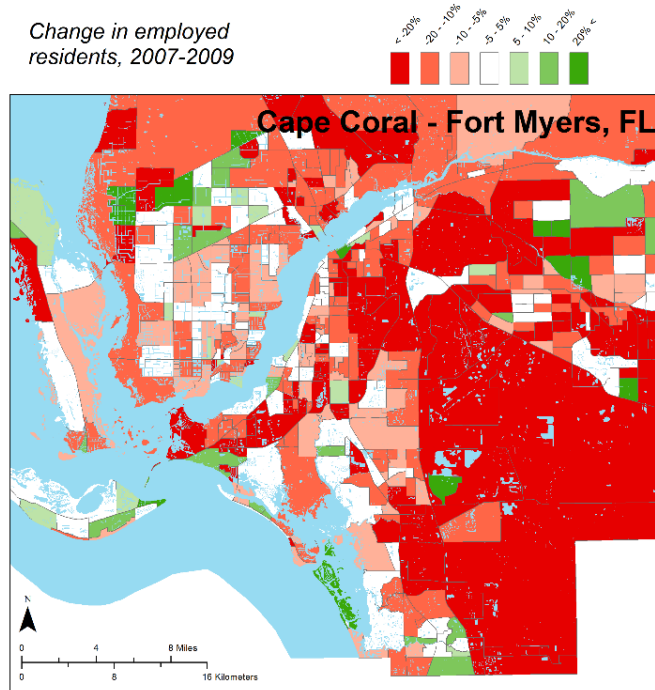 Change in employed
residents, 2007-2009
< -20%
-20 - -10%
-10 - -5%
-5 - 5%
5 - 10%
10 - 20%
20% <
Cape Coral - Fort Myers, FL
N
0 4 8 Miles
0 8 16 Kilometers